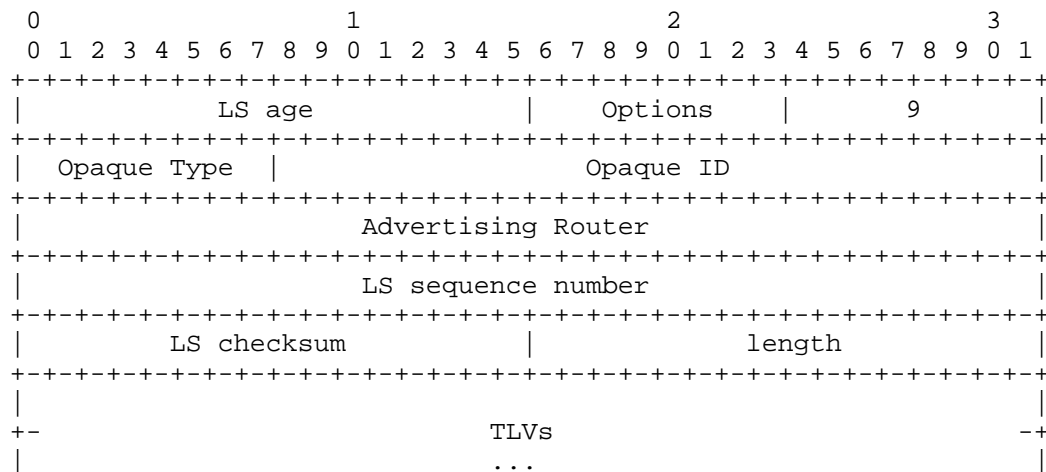 0                   1                   2                   3
 0 1 2 3 4 5 6 7 8 9 0 1 2 3 4 5 6 7 8 9 0 1 2 3 4 5 6 7 8 9 0 1
+-+-+-+-+-+-+-+-+-+-+-+-+-+-+-+-+-+-+-+-+-+-+-+-+-+-+-+-+-+-+-+-+
|            LS age             |    Options    |       9       |
+-+-+-+-+-+-+-+-+-+-+-+-+-+-+-+-+-+-+-+-+-+-+-+-+-+-+-+-+-+-+-+-+
|  Opaque Type  |                   Opaque ID                   |
+-+-+-+-+-+-+-+-+-+-+-+-+-+-+-+-+-+-+-+-+-+-+-+-+-+-+-+-+-+-+-+-+
|                     Advertising Router                        |
+-+-+-+-+-+-+-+-+-+-+-+-+-+-+-+-+-+-+-+-+-+-+-+-+-+-+-+-+-+-+-+-+
|                     LS sequence number                        |
+-+-+-+-+-+-+-+-+-+-+-+-+-+-+-+-+-+-+-+-+-+-+-+-+-+-+-+-+-+-+-+-+
|         LS checksum           |             length            |
+-+-+-+-+-+-+-+-+-+-+-+-+-+-+-+-+-+-+-+-+-+-+-+-+-+-+-+-+-+-+-+-+
|                                                               |
+-                            TLVs                             -+
|                             ...                               |